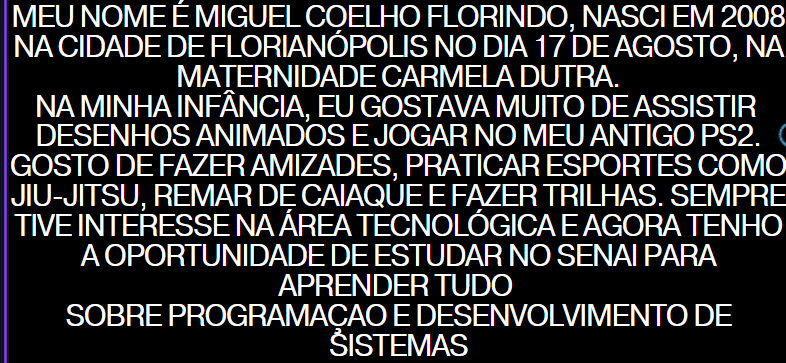 MEU NOME É MIGUEL COELHO FLORINDO, NASCI EM 2008
NA CIDADE DE FLORIANÓPOLIS NO DIA 17 DE AGOSTO, NA
MATERNIDADE CARMELA DUTRA.
NA MINHA INFÂNCIA, EU GOSTAVA MUITO DE ASSISTIR
DESENHOS ANIMADOS E JOGAR NO MEU ANTIGO PS2.
GOSTO DE FAZER AMIZADES, PRATICAR ESPORTES COMO
JIU-JITSU, REMAR DE CAIAQUE E FAZER TRILHAS. SEMPRE
TIVE INTERESSE NA ÁREA TECNOLÓGICA E AGORA TENHO
A OPORTUNIDADE DE ESTUDAR NO SENAI PARA
APRENDER TUDO
SOBRE PROGRAMAÇAO E DESENVOLVIMENTO DE
SISTEMAS